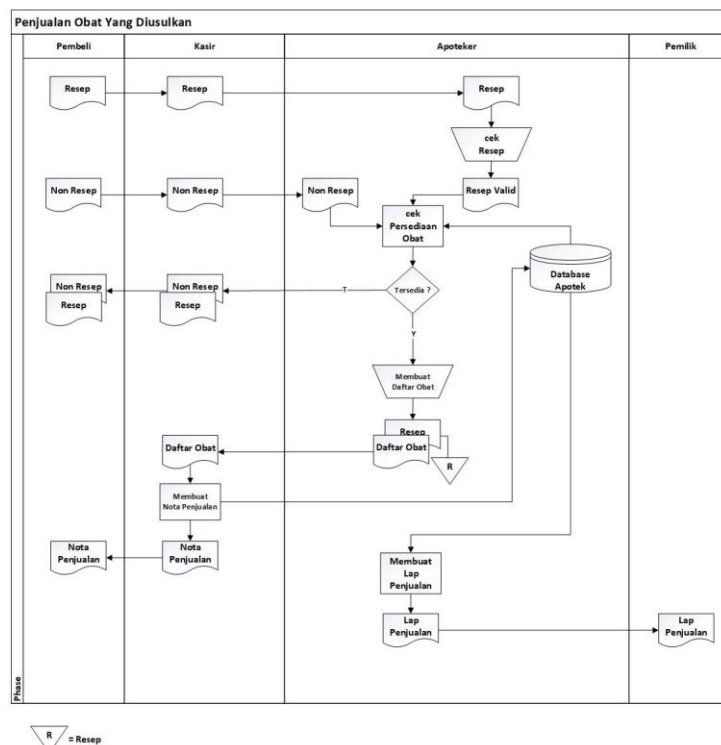 Penjualan Obat Yang Diusulkan
Pembeli
Kasir
Apoteker
Pemilik
Resep
Resep
Resep
cek
Resep
Non Resep
Non Resep
Non Resep
Resep Valid
cek
Persediaan
Obat
Database
Apotek
Non Resep
Resep
Non Resep
Resep
T
Tersedia ?
Y
Membuat
Daftar Obat
Resep
Daftar Obat
R
Daftar Obat
Membuat
Nota Penjualan
Nota
Penjualan
Nota
Penjualan
Membuat
Lap
Penjualan
Lap
Penjualan
Lap
Penjualan
Phase
R = Resep